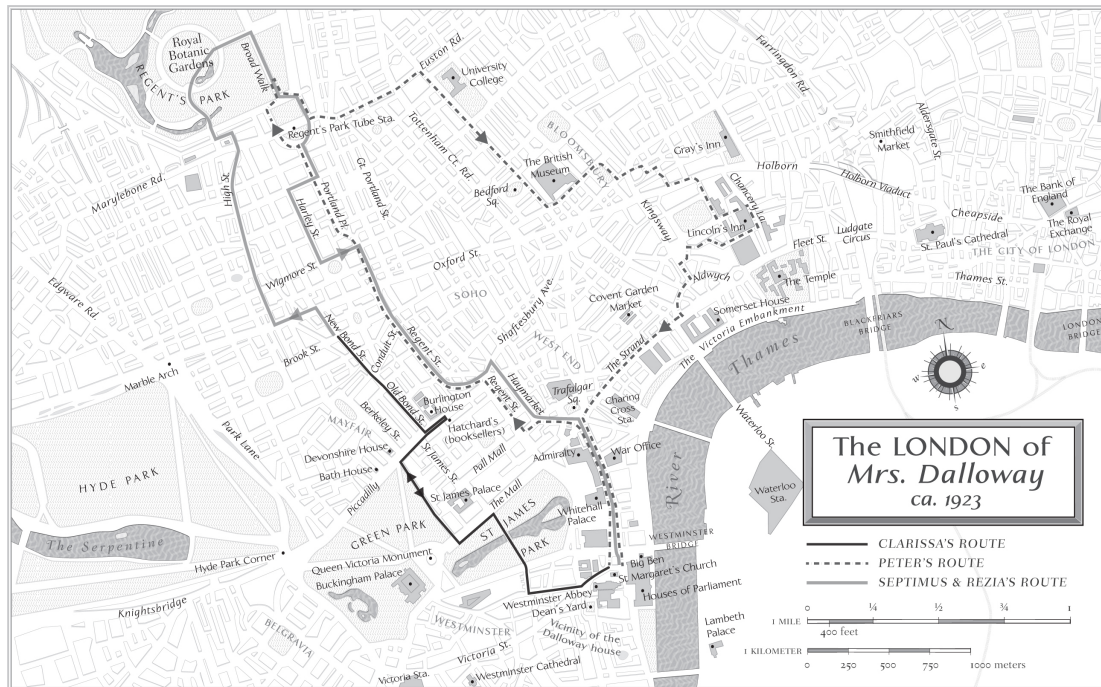 Royal
Botanic
Gardens
REGENT'S PARK
Broad Walk
Euston Rd.
University
College
Farringdon Rd.
Aldersgate St.
Smithfield
Market
Regent's Park Tube Sta.
Tottenham Ct. Rd.
BLOOMSBURY
The British
Museum
Bedford
Sq.
Gray's Inn
Holborn
Holborn Viaduct
Chancery La.
The Bank of
England
Cheapside
The Royal
Exchange
Marylebone Rd.
High St.
Harley St.
Portland Pl.
Gt. Portland St.
Kingsway
Lincoln's Inn
Fleet St.
Ludgate
Circus
St. Paul's Cathedral
THE CITY OF LONDON
Wigmore St.
Oxford St.
Aldwych
The Temple
Thames St.
Edgware Rd.
SOHO
Shaftesbury Ave.
Covent Garden
Market
Somerset House
The Victoria Embankment
BLACKFRIARS
BRIDGE
LONDON
BRIDGE
Thames
New Bond St.
Conduit St.
Regent St.
WEST END
The Strand
N
e
s
w
Brook St.
Marble Arch
Old Bond St.
Burlington
House
Regent St.
Haymarket
Trafalgar
Sq.
Charing
Cross
Sta.
Waterloo St.
Park Lane
MAYFAIR
Berkeley St.
Hatchard's
(booksellers)
Devonshire House
Bath House
St. James St.
Pall Mall
Admiralty
War Office
HYDE PARK
Piccadilly
St. James Palace
The Mall
Whitehall
Palace
River
Waterloo
Sta.
The LONDON of
Mrs. Dalloway
ca. 1923
The Serpentine
GREEN PARK
ST JAMES
PARK
WESTMINSTER
BRIDGE
CLARISSA'S ROUTE
PETER'S ROUTE
SEPTIMUS & REZIA'S ROUTE
Hyde Park Corner
Queen Victoria Monument
Buckingham Palace
Big Ben
St. Margaret's Church
Houses of Parliament
Westminster Abbey
Dean's Yard
Knightsbridge
BELGRAVIA
WESTMINSTER
Vicinity of the
Dalloway house
Victoria St.
Lambeth
Palace
Victoria Sta.
Westminster Cathedral
0 1/4 1/2 3/4 1
1 MILE
400 feet
1 KILOMETER
0 250 500 750 1000 meters